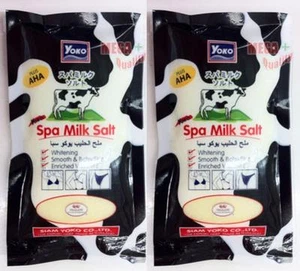 YOKO
PLUS
AHA
スパミルク
ソルト
Spa Milk Salt
ملح الحليب يوكو سبا
Whitening
Smooth &
Enriched
SIAM YOKO CO., LTD.
YOKO
PLUS
AHA
スパミルク
ソルト
Spa Milk Salt
ملح الحليب يوكو سبا
Whitening
Smooth &
Enriched
SIAM YOKO CO., LTD.